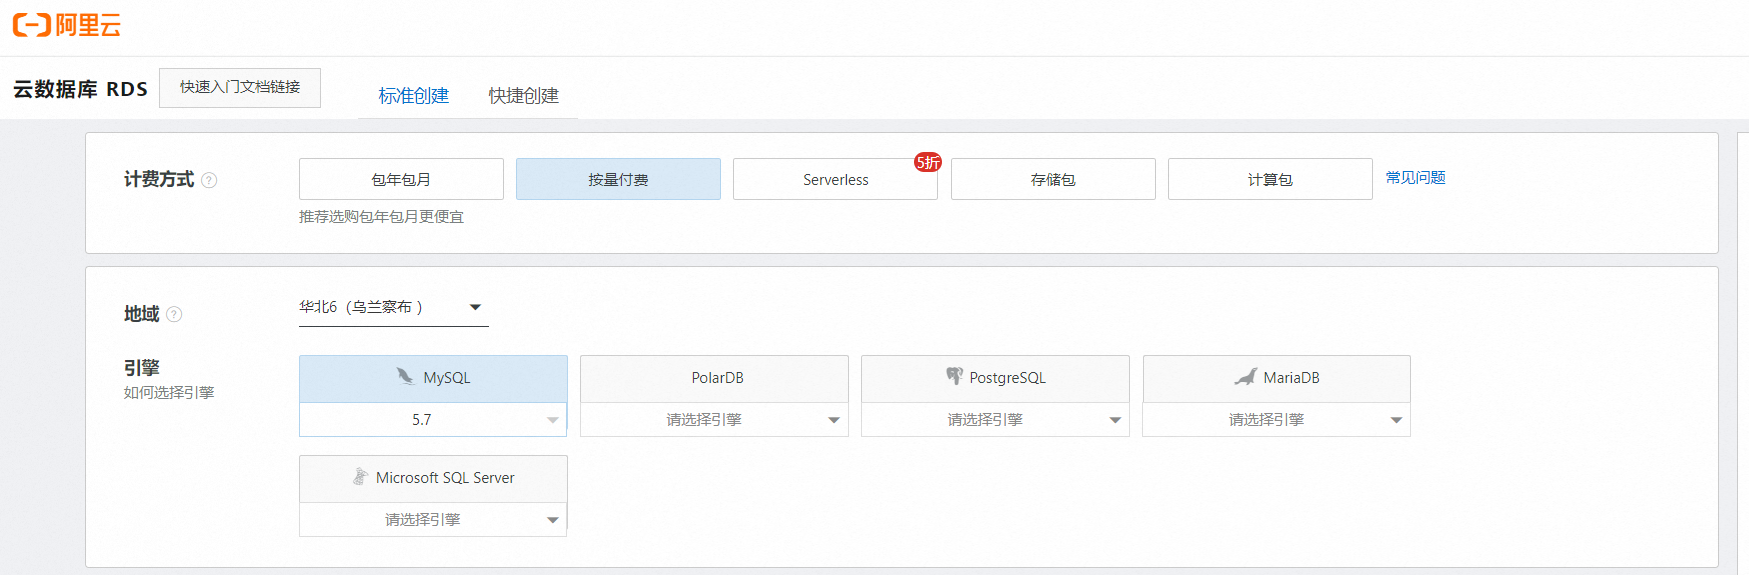 阿里云
云数据库 RDS 快速入门文档链接 标准创建 快捷创建
计费方式 ? 包年包月 按量付费 Serverless 5折 存储包 计算包 常见问题
推荐选购包年包月更便宜
地域 ? 华北6（乌兰察布）
引擎 MySQL PolarDB PostgreSQL MariaDB
如何选择引擎
5.7 请选择引擎 请选择引擎 请选择引擎
Microsoft SQL Server
请选择引擎